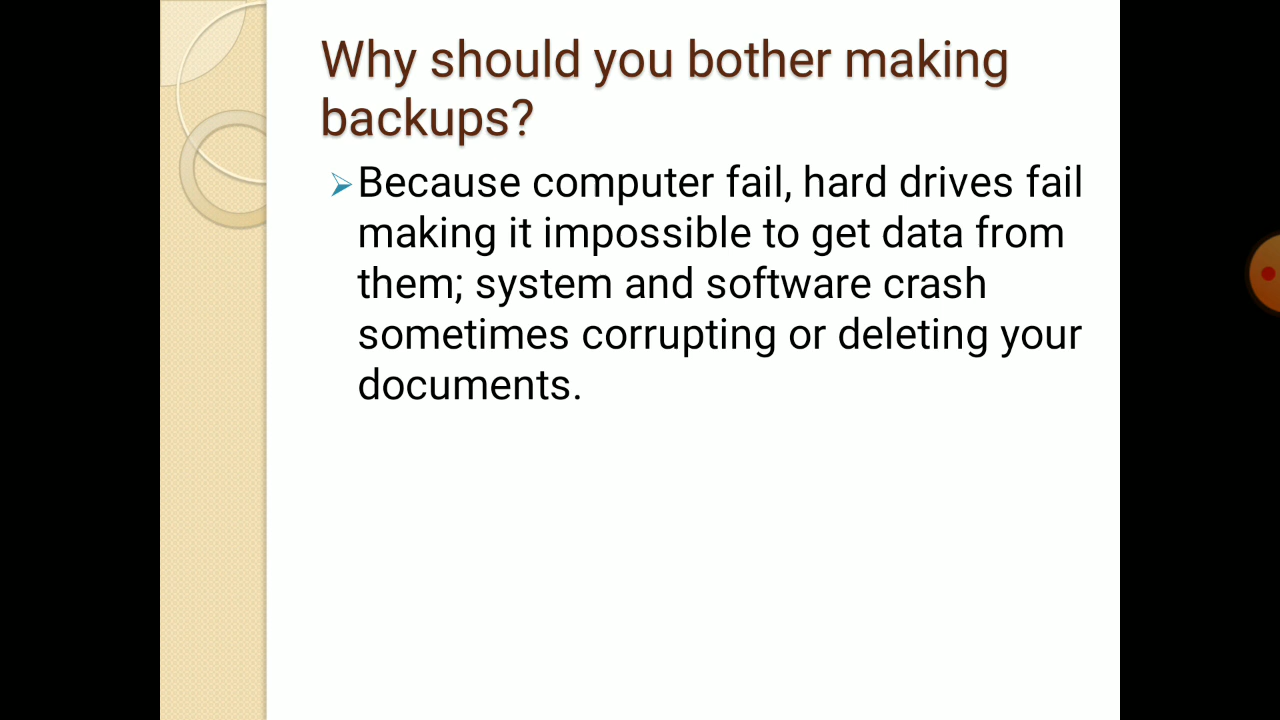 Why should you bother making
backups?
Because computer fail, hard drives fail
making it impossible to get data from
them; system and software crash
sometimes corrupting or deleting your
documents.